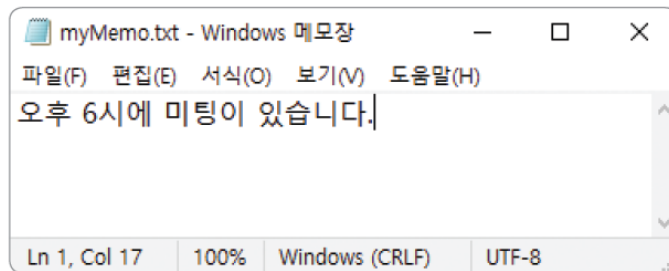 myMemo.txt - Windows 메모장
파일(F) 편집(E) 서식(O) 보기(V) 도움말(H)
오후 6시에 미팅이 있습니다.
Ln 1, Col 17 100% Windows (CRLF) UTF-8